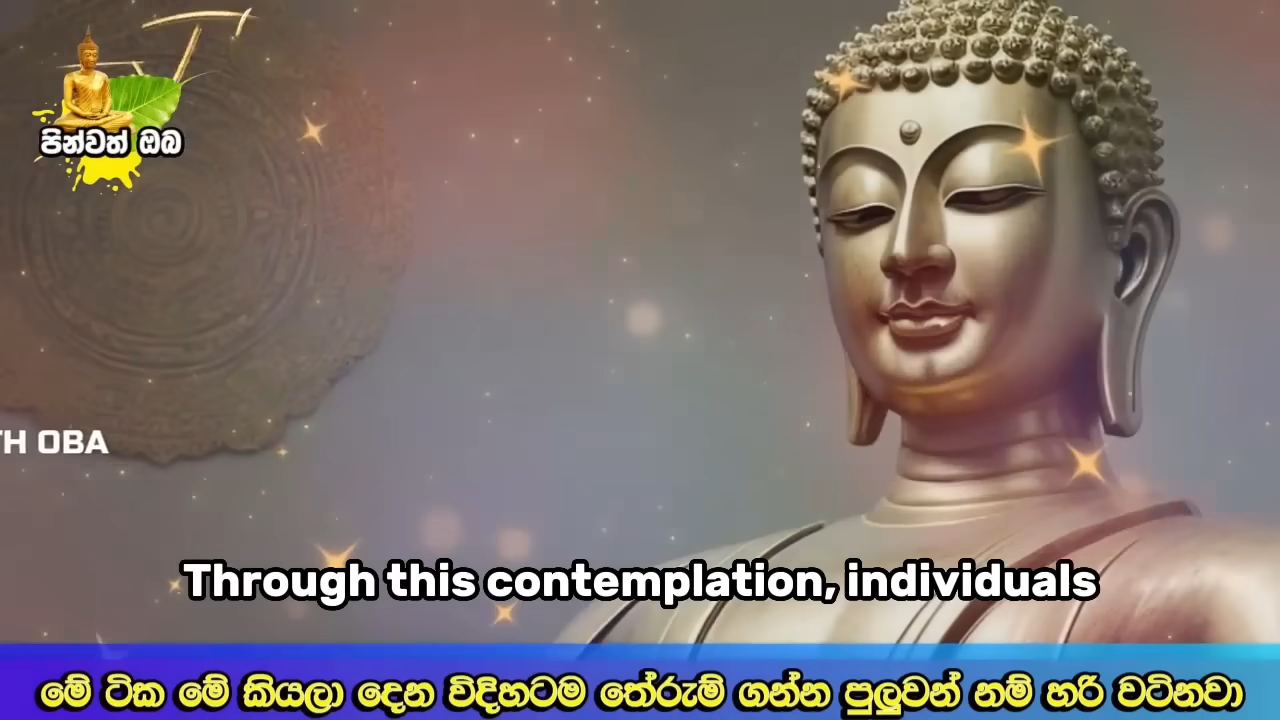 පින්වත් ඔබ
TH OBA
Through this contemplation, individuals
මේ ටික මේ කියලා දෙන විදිහටම තේරුම් ගන්න පුලුවන් නම් හරි වටිනවා